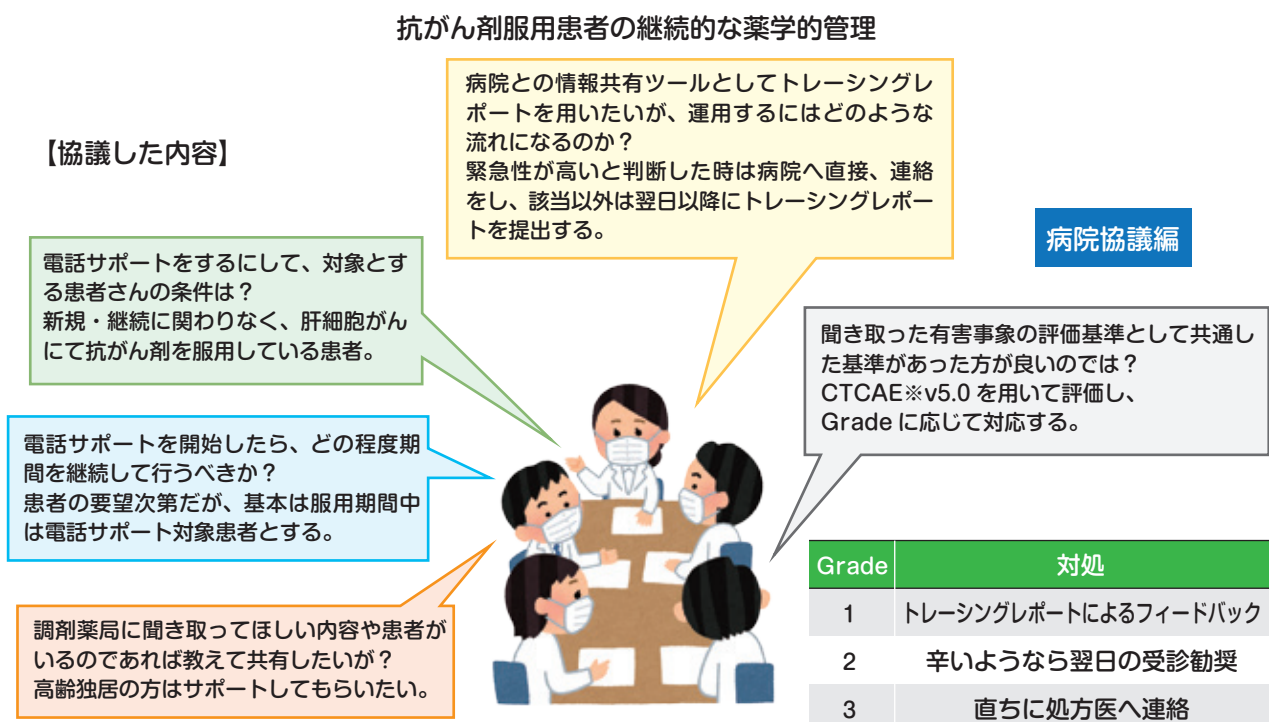 抗がん剤服用患者の継続的な薬学的管理
【協議した内容】
病院との情報共有ツールとしてトレーシングレ
ポートを用いたいが、運用するにはどのような
流れになるのか？
緊急性が高いと判断した時は病院へ直接、連絡
をし、該当以外は翌日以降にトレーシングレポー
トを提出する。
病院協議編
電話サポートをするにして、対象とす
る患者さんの条件は？
新規・継続に関わりなく、肝細胞がん
にて抗がん剤を服用している患者。
聞き取った有害事象の評価基準として共通し
た基準があった方が良いのでは？
CTCAE※v5.0 を用いて評価し、
Grade に応じて対応する。
電話サポートを開始したら、どの程度期
間を継続して行うべきか？
患者の要望次第だが、基本は服用期間中
は電話サポート対象患者とする。
調剤薬局に聞き取ってほしい内容や患者が
いるのであれば教えて共有したいが？
高齢独居の方はサポートしてもらいたい。
Grade 対処
1 トレーシングレポートによるフィードバック
2 辛いようなら翌日の受診勧奨
3 直ちに処方医へ連絡